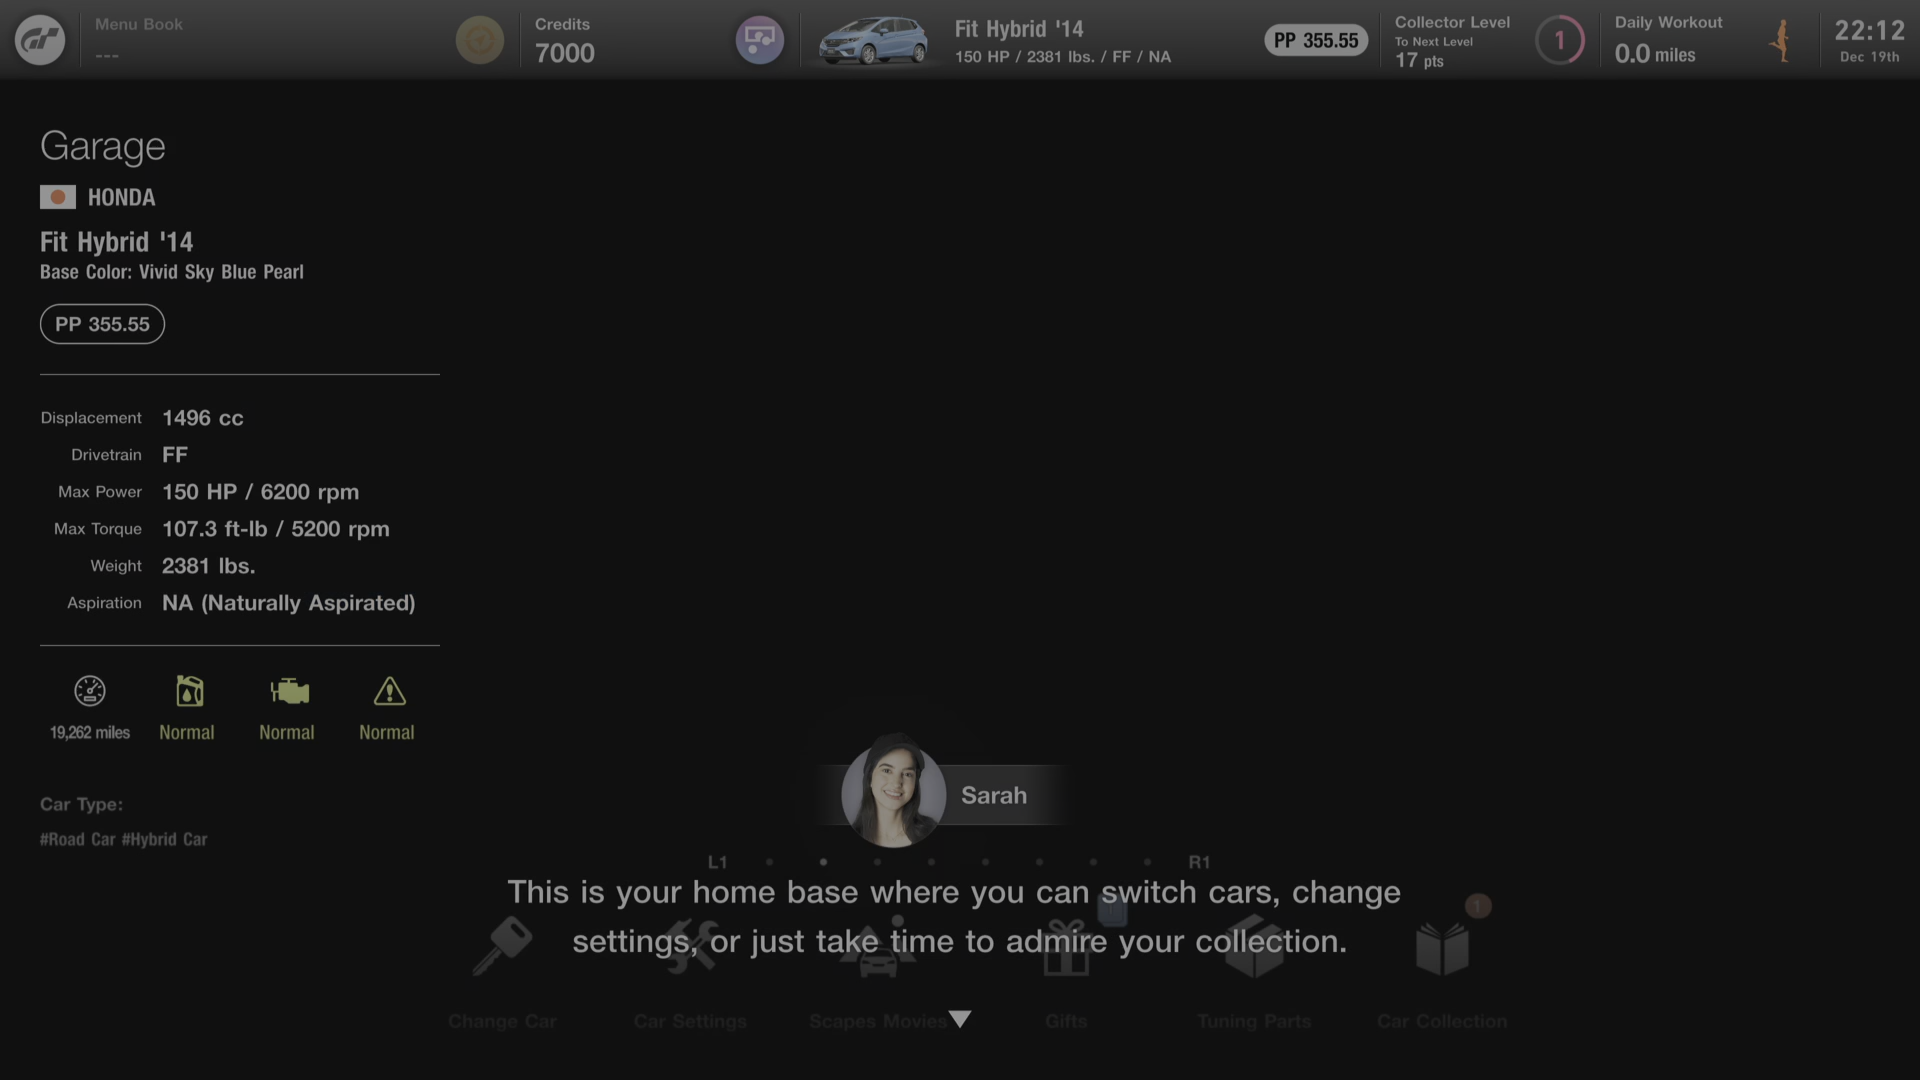 Menu Book
---
Credits
7000
Fit Hybrid '14
150 HP / 2381 lbs. / FF / NA
PP 355.55
Collector Level
To Next Level
17 pts
1
Daily Workout
0.0 miles
22:12
Dec 19th
Garage
HONDA
Fit Hybrid '14
Base Color: Vivid Sky Blue Pearl
PP 355.55
Displacement 1496 cc
Drivetrain FF
Max Power 150 HP / 6200 rpm
Max Torque 107.3 ft-lb / 5200 rpm
Weight 2381 lbs.
Aspiration NA (Naturally Aspirated)
19,262 miles
Normal
Normal
Normal
Car Type:
#Road Car #Hybrid Car
Sarah
L1
R1
This is your home base where you can switch cars, change
settings, or just take time to admire your collection.
1
Change Car
Car Settings
Scapes Movies
Gifts
Tuning Parts
Car Collection